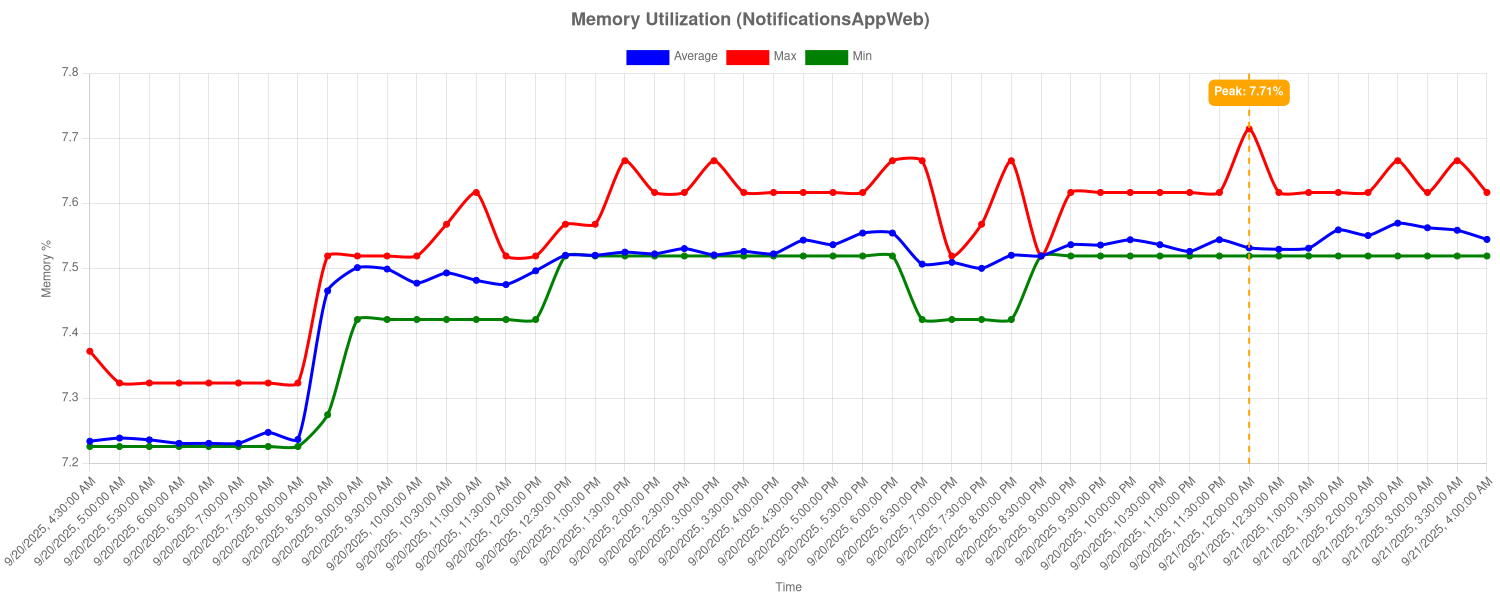 Memory Utilization (NotificationsAppWeb)
Average Max Min
7.8
Peak: 7.71%
7.7
7.6
7.5
7.4
7.3
7.2
Memory %
9/20/2025, 4:30:00 AM
9/20/2025, 5:00:00 AM
9/20/2025, 5:30:00 AM
9/20/2025, 6:00:00 AM
9/20/2025, 6:30:00 AM
9/20/2025, 7:00:00 AM
9/20/2025, 7:30:00 AM
9/20/2025, 8:00:00 AM
9/20/2025, 8:30:00 AM
9/20/2025, 9:00:00 AM
9/20/2025, 9:30:00 AM
9/20/2025, 10:00:00 AM
9/20/2025, 10:30:00 AM
9/20/2025, 11:00:00 AM
9/20/2025, 11:30:00 AM
9/20/2025, 12:00:00 PM
9/20/2025, 12:30:00 PM
9/20/2025, 1:00:00 PM
9/20/2025, 1:30:00 PM
9/20/2025, 2:00:00 PM
9/20/2025, 2:30:00 PM
9/20/2025, 3:00:00 PM
9/20/2025, 3:30:00 PM
9/20/2025, 4:00:00 PM
9/20/2025, 4:30:00 PM
9/20/2025, 5:00:00 PM
9/20/2025, 5:30:00 PM
9/20/2025, 6:00:00 PM
9/20/2025, 6:30:00 PM
9/20/2025, 7:00:00 PM
9/20/2025, 7:30:00 PM
9/20/2025, 8:00:00 PM
9/20/2025, 8:30:00 PM
9/20/2025, 9:00:00 PM
9/20/2025, 9:30:00 PM
9/20/2025, 10:00:00 PM
9/20/2025, 10:30:00 PM
9/20/2025, 11:00:00 PM
9/20/2025, 11:30:00 PM
9/21/2025, 12:00:00 AM
9/21/2025, 12:30:00 AM
9/21/2025, 1:00:00 AM
9/21/2025, 1:30:00 AM
9/21/2025, 2:00:00 AM
9/21/2025, 2:30:00 AM
9/21/2025, 3:00:00 AM
9/21/2025, 3:30:00 AM
9/21/2025, 4:00:00 AM
Time